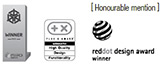 [ Honourable mention ]
WINNER
High Quality
Design
Functionality
reddot design award
winner